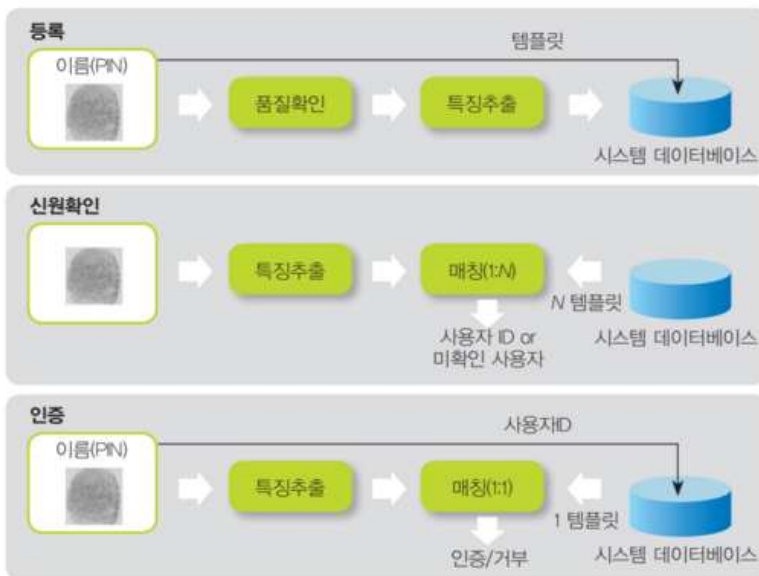 등록
이름(PIN)
템플릿
품질확인
특징추출
시스템 데이터베이스
신원확인
특징추출
매칭(1:N)
N 템플릿
사용자 ID or
미확인 사용자
시스템 데이터베이스
인증
이름(PIN)
사용자ID
특징추출
매칭(1:1)
1 템플릿
인증/거부
시스템 데이터베이스